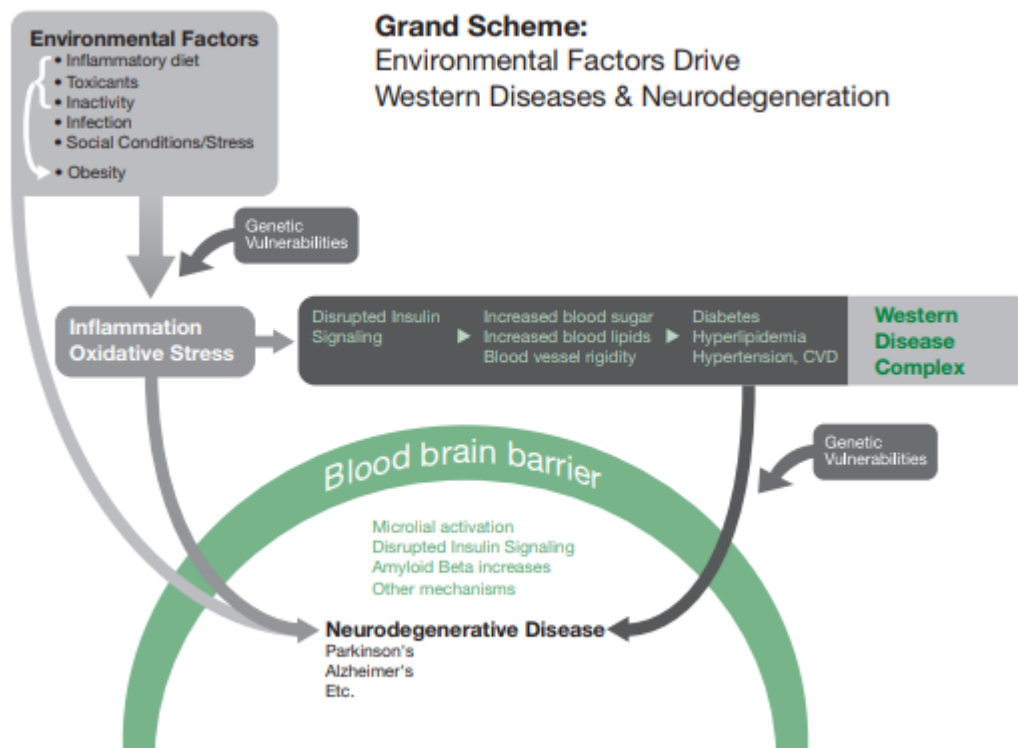 Grand Scheme:
Environmental Factors Drive
Western Diseases & Neurodegeneration
Environmental Factors
• Inflammatory diet
• Toxicants
• Inactivity
• Infection
• Social Conditions/Stress
• Obesity
Genetic
Vulnerabilities
Inflammation
Oxidative Stress
Disrupted Insulin
Signaling
Increased blood sugar
Increased blood lipids
Blood vessel rigidity
Diabetes
Hyperlipidemia
Hypertension, CVD
Western
Disease
Complex
Genetic
Vulnerabilities
Blood brain barrier
Microlial activation
Disrupted Insulin Signaling
Amyloid Beta increases
Other mechanisms
Neurodegenerative Disease
Parkinson's
Alzheimer's
Etc.